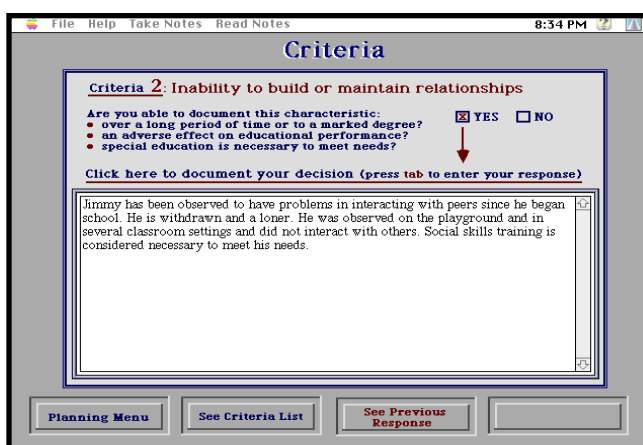 File Help Take Notes Read Notes 8:34 PM
Criteria
Criteria 2: Inability to build or maintain relationships
Are you able to document this characteristic:
• over a long period of time or to a marked degree?
• an adverse effect on educational performance?
• special education is necessary to meet needs?
YES NO
Click here to document your decision (press tab to enter your response)
Jimmy has been observed to have problems in interacting with peers since he began
school. He is withdrawn and a loner. He was observed on the playground and in
several classroom settings and did not interact with others. Social skills training is
considered necessary to meet his needs.
Planning Menu
See Criteria List
See Previous
Response